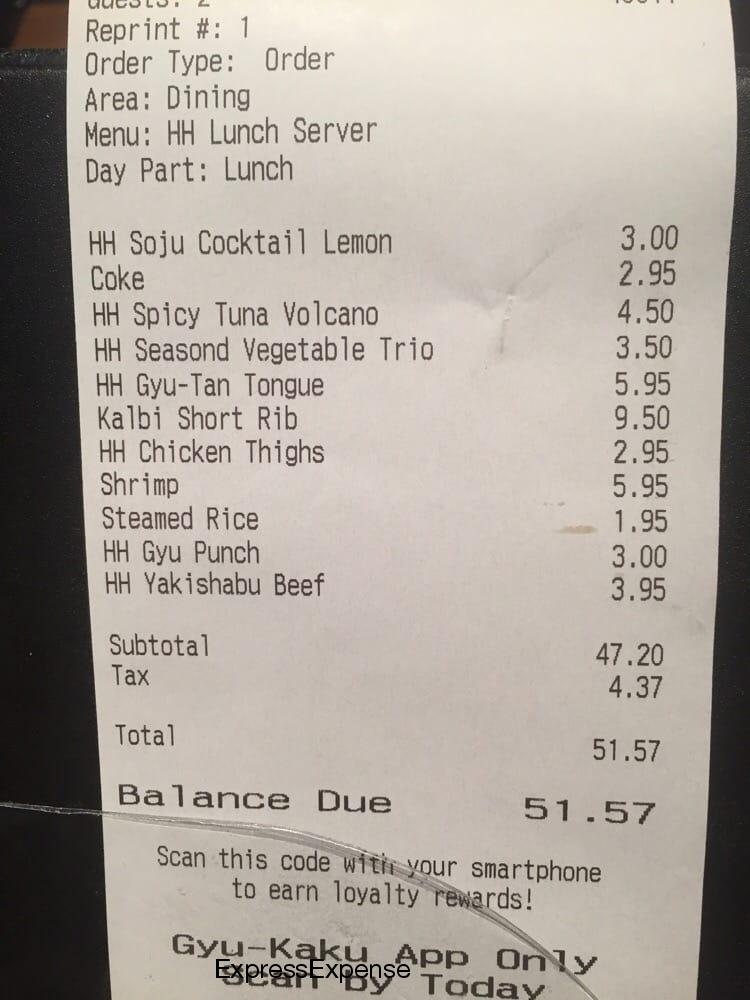 Guests: 2
Reprint #: 1
Order Type: Order
Area: Dining
Menu: HH Lunch Server
Day Part: Lunch
HH Soju Cocktail Lemon 3.00
Coke 2.95
HH Spicy Tuna Volcano 4.50
HH Seasond Vegetable Trio 3.50
HH Gyu-Tan Tongue 5.95
Kalbi Short Rib 9.50
HH Chicken Thighs 2.95
Shrimp 5.95
Steamed Rice 1.95
HH Gyu Punch 3.00
HH Yakishabu Beef 3.95
Subtotal 47.20
Tax 4.37
Total 51.57
Balance Due 51.57
Scan this code with your smartphone
to earn loyalty rewards!
Gyu-Kaku App Only
ExpressExpense
Scan by Today